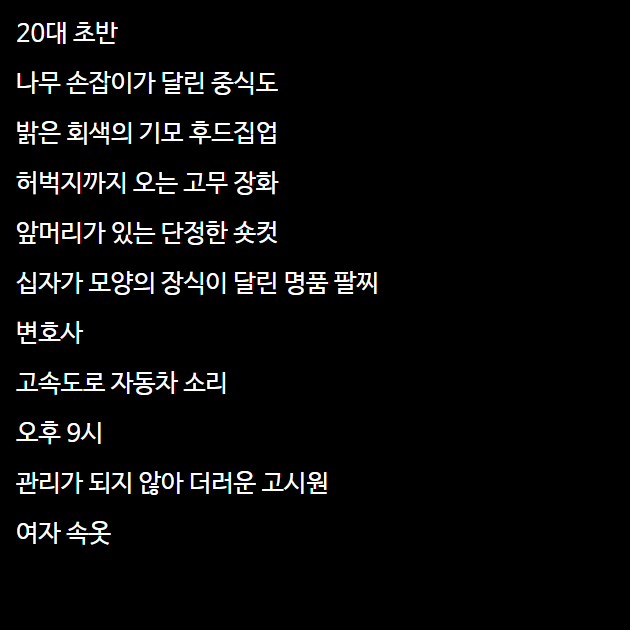 20대 초반
나무 손잡이가 달린 중식도
밝은 회색의 기모 후드집업
허벅지까지 오는 고무 장화
앞머리가 있는 단정한 숏컷
십자가 모양의 장식이 달린 명품 팔찌
변호사
고속도로 자동차 소리
오후 9시
관리가 되지 않아 더러운 고시원
여자 속옷